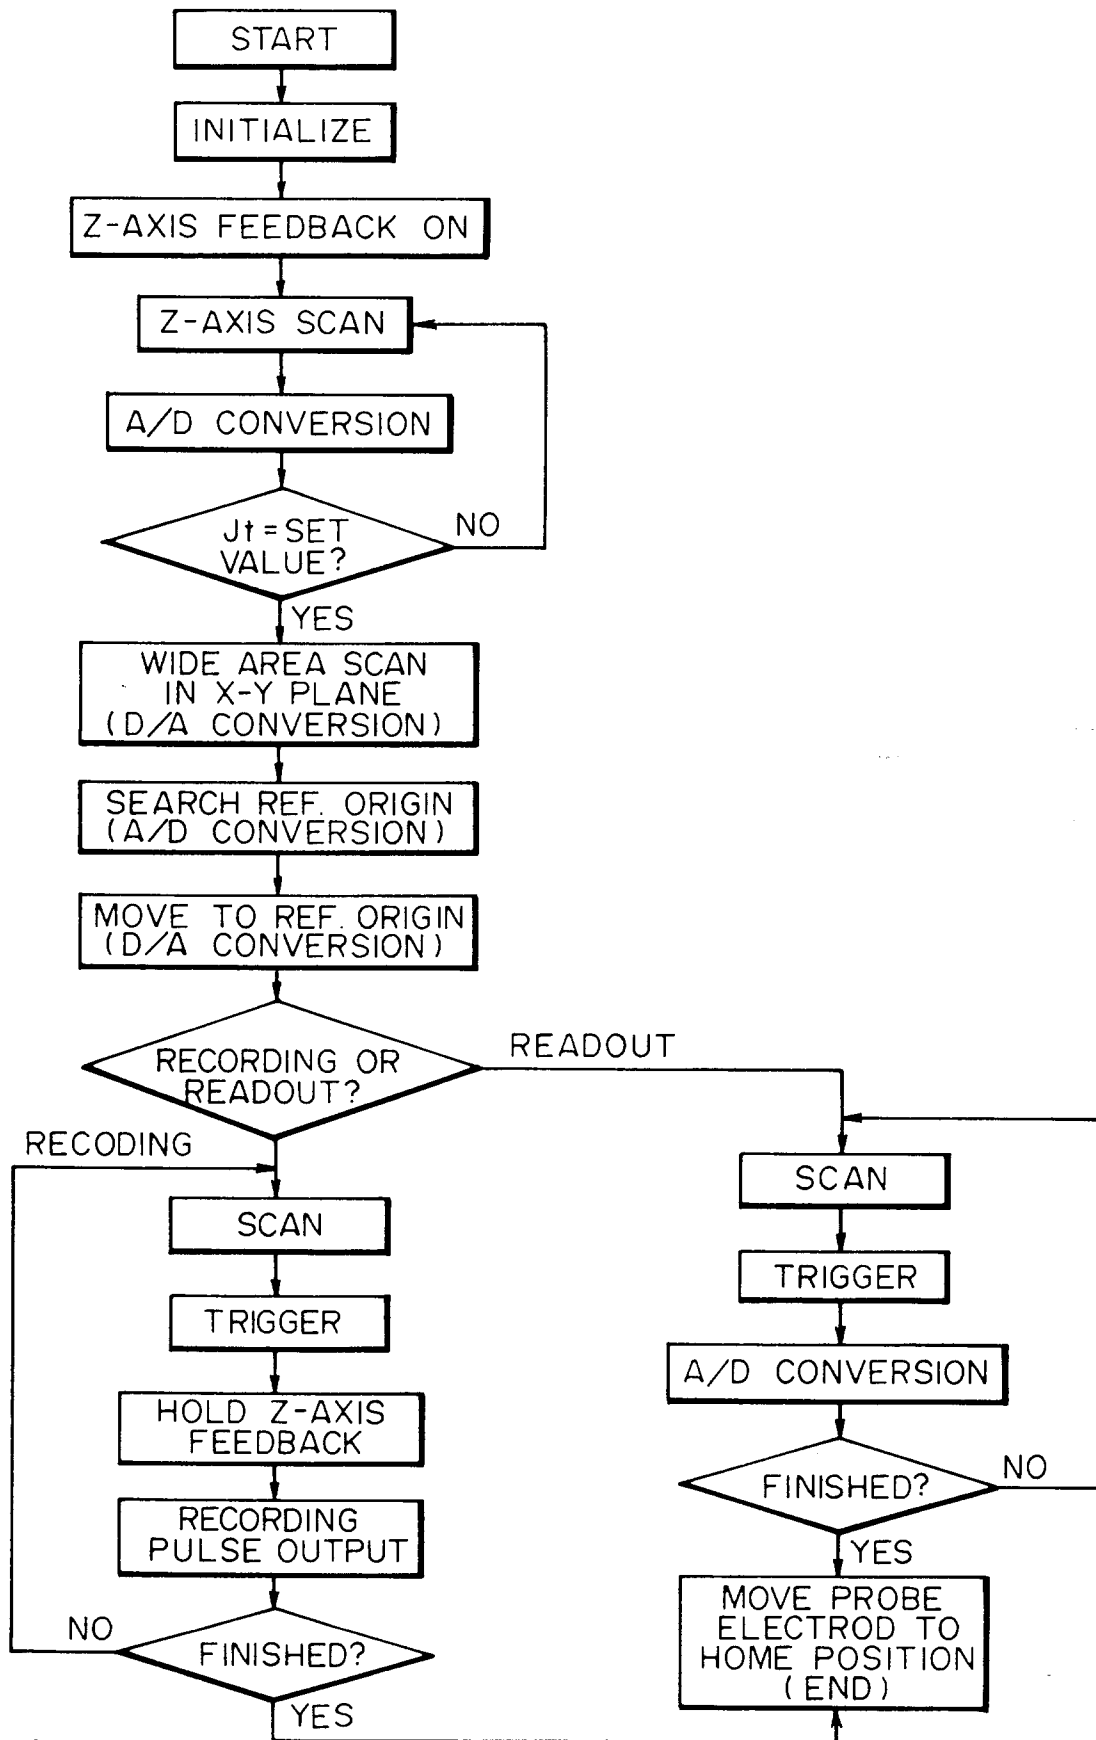 START
INITIALIZE
Z-AXIS FEEDBACK ON
Z-AXIS SCAN
A/D CONVERSION
Jt=SET
VALUE?
NO
YES
WIDE AREA SCAN
IN X-Y PLANE
(D/A CONVERSION)
SEARCH REF. ORIGIN
(A/D CONVERSION)
MOVE TO REF. ORIGIN
(D/A CONVERSION)
RECORDING OR
READOUT?
READOUT
RECODING
SCAN
TRIGGER
HOLD Z-AXIS
FEEDBACK
RECORDING
PULSE OUTPUT
FINISHED?
NO
YES
SCAN
TRIGGER
A/D CONVERSION
FINISHED?
NO
YES
MOVE PROBE
ELECTROD TO
HOME POSITION
(END)